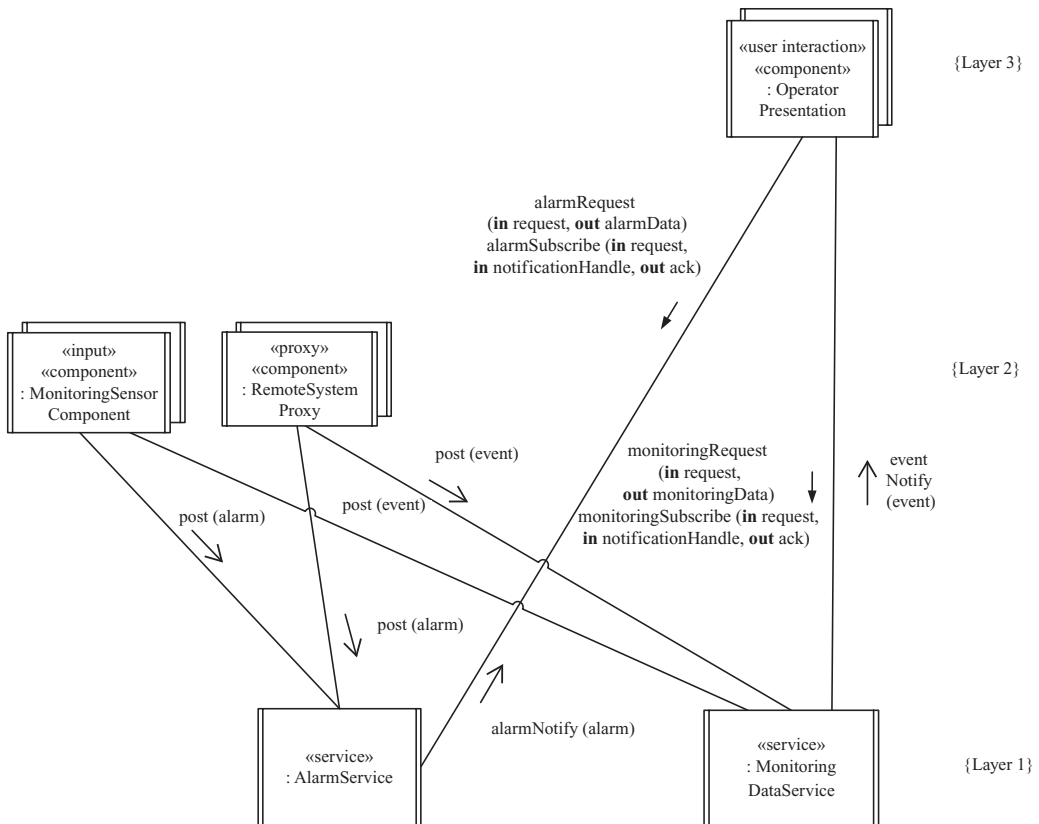 «user interaction»
«component»
: Operator
Presentation
{Layer 3}
alarmRequest
(in request, out alarmData)
alarmSubscribe (in request,
in notificationHandle, out ack)
«input»
«component»
: MonitoringSensor
Component
«proxy»
«component»
: RemoteSystem
Proxy
{Layer 2}
post (event)
monitoringRequest
(in request,
out monitoringData)
monitoringSubscribe (in request,
in notificationHandle, out ack)
event
Notify
(event)
post (alarm)
post (event)
post (alarm)
alarmNotify (alarm)
«service»
: AlarmService
«service»
: Monitoring
DataService
{Layer 1}